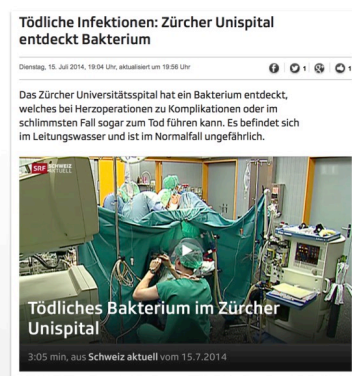 Tödliche Infektionen: Zürcher Unispital
entdeckt Bakterium
Dienstag, 15. Juli 2014, 19:04 Uhr, aktualisiert um 19:56 Uhr
1
1
Das Zürcher Universitätsspital hat ein Bakterium entdeckt,
welches bei Herzoperationen zu Komplikationen oder im
schlimmsten Fall sogar zum Tod führen kann. Es befindet sich
im Leitungswasser und ist im Normalfall ungefährlich.
SRF SCHWEIZ
AKTUELL
Tödliches Bakterium im Zürcher
Unispital
3:05 min, aus Schweiz aktuell vom 15.7.2014